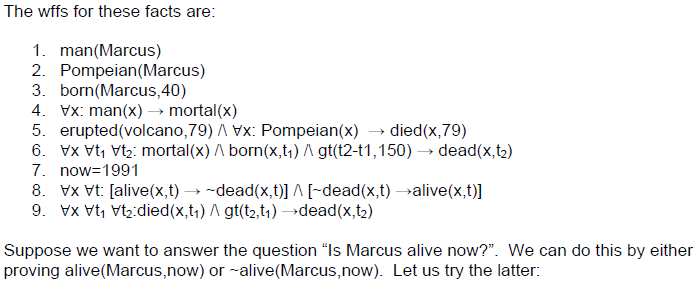 The wffs for these facts are:
1. man(Marcus)
2. Pompeian(Marcus)
3. born(Marcus,40)
4. ∀x: man(x) → mortal(x)
5. erupted(volcano,79) /\ ∀x: Pompeian(x) → died(x,79)
6. ∀x ∀t₁ ∀t₂: mortal(x) /\ born(x,t₁) /\ gt(t2-t1,150) → dead(x,t₂)
7. now=1991
8. ∀x ∀t: [alive(x,t) → ~dead(x,t)] /\ [~dead(x,t) →alive(x,t)]
9. ∀x ∀t₁ ∀t₂:died(x,t₁) /\ gt(t₂,t₁) →dead(x,t₂)
Suppose we want to answer the question “Is Marcus alive now?”. We can do this by either
proving alive(Marcus,now) or ~alive(Marcus,now). Let us try the latter: